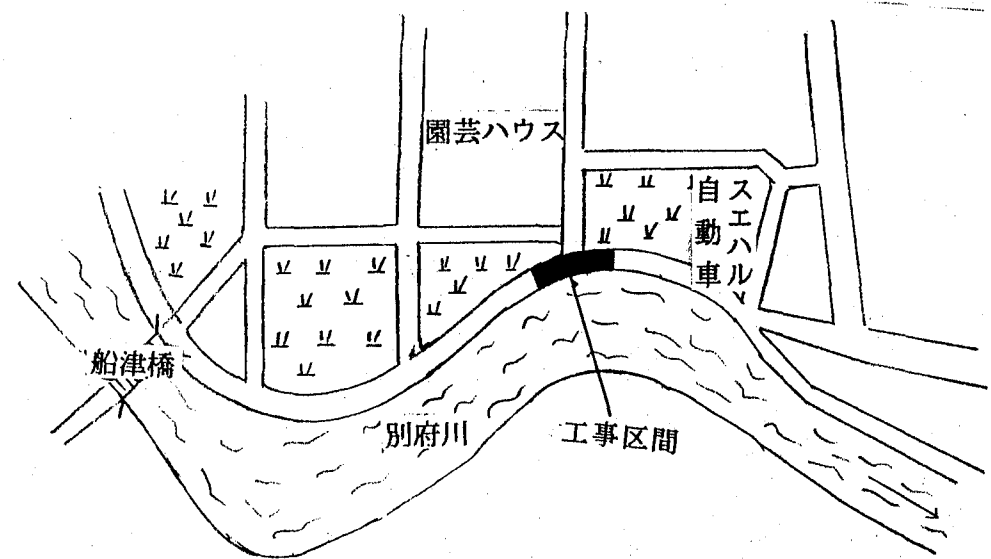 園芸ハウス
スエハル
自動車
船津橋
別府川
工事区間